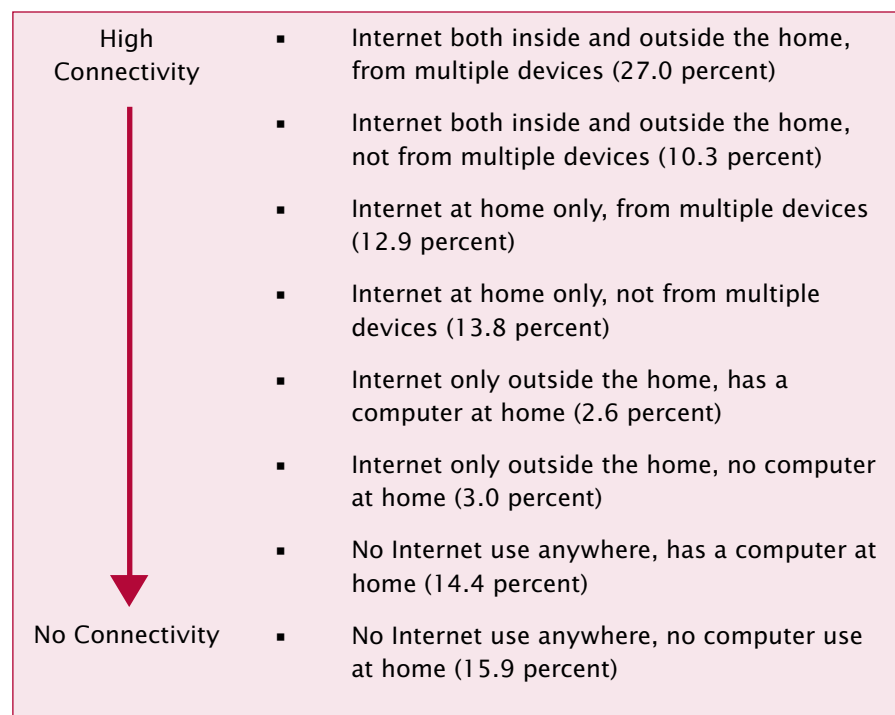 High
Connectivity
▪ Internet both inside and outside the home,
from multiple devices (27.0 percent)
▪ Internet both inside and outside the home,
not from multiple devices (10.3 percent)
▪ Internet at home only, from multiple devices
(12.9 percent)
▪ Internet at home only, not from multiple
devices (13.8 percent)
▪ Internet only outside the home, has a
computer at home (2.6 percent)
▪ Internet only outside the home, no computer
at home (3.0 percent)
▪ No Internet use anywhere, has a computer at
home (14.4 percent)
No Connectivity
▪ No Internet use anywhere, no computer use
at home (15.9 percent)